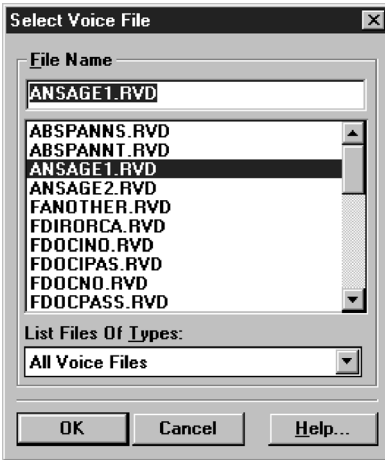 Select Voice File
File Name
ANSAGE1.RVD
ABSPANNS.RVD
ABSPANNT.RVD
ANSAGE1.RVD
ANSAGE2.RVD
FANOTHER.RVD
FDIRORCA.RVD
FDOCINO.RVD
FDOCIPAS.RVD
FDOCNO.RVD
FDOCPASS.RVD
List Files Of Types:
All Voice Files
OK Cancel Help...